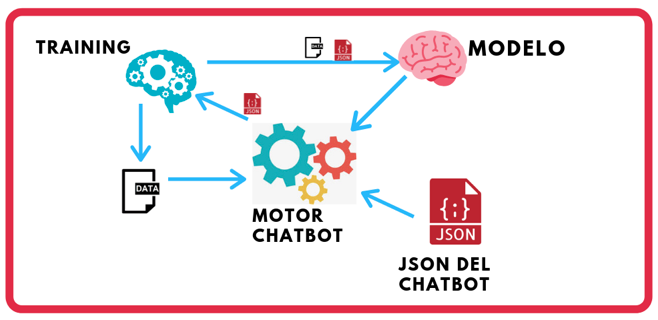 TRAINING
DATA
JSON
MODELO
JSON
DATA
MOTOR
CHATBOT
JSON
JSON DEL
CHATBOT